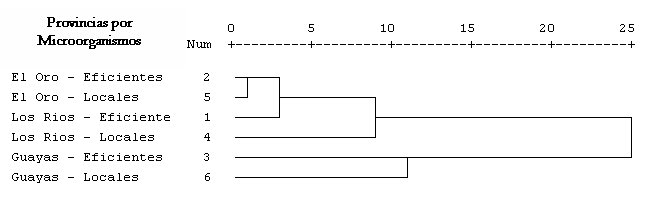 Provincias por
Microorganismos
Num
0 5 10 15 20 25
El Oro - Eficientes 2
El Oro - Locales 5
Los Rios - Eficiente 1
Los Rios - Locales 4
Guayas - Eficientes 3
Guayas - Locales 6